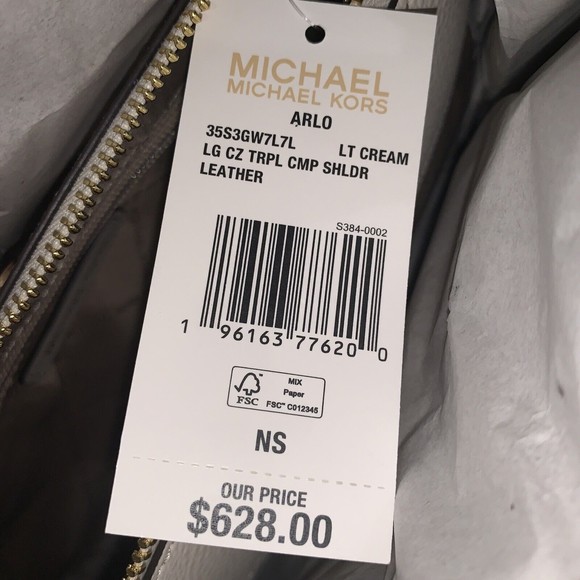 MICHAEL
MICHAEL KORS
ARLO
35S3GW7L7L LT CREAM
LG CZ TRPL CMP SHLDR
LEATHER
S384-0002
1 96163 77620 0
FSC MIX
Paper
FSC™ C012345
NS
OUR PRICE
$628.00